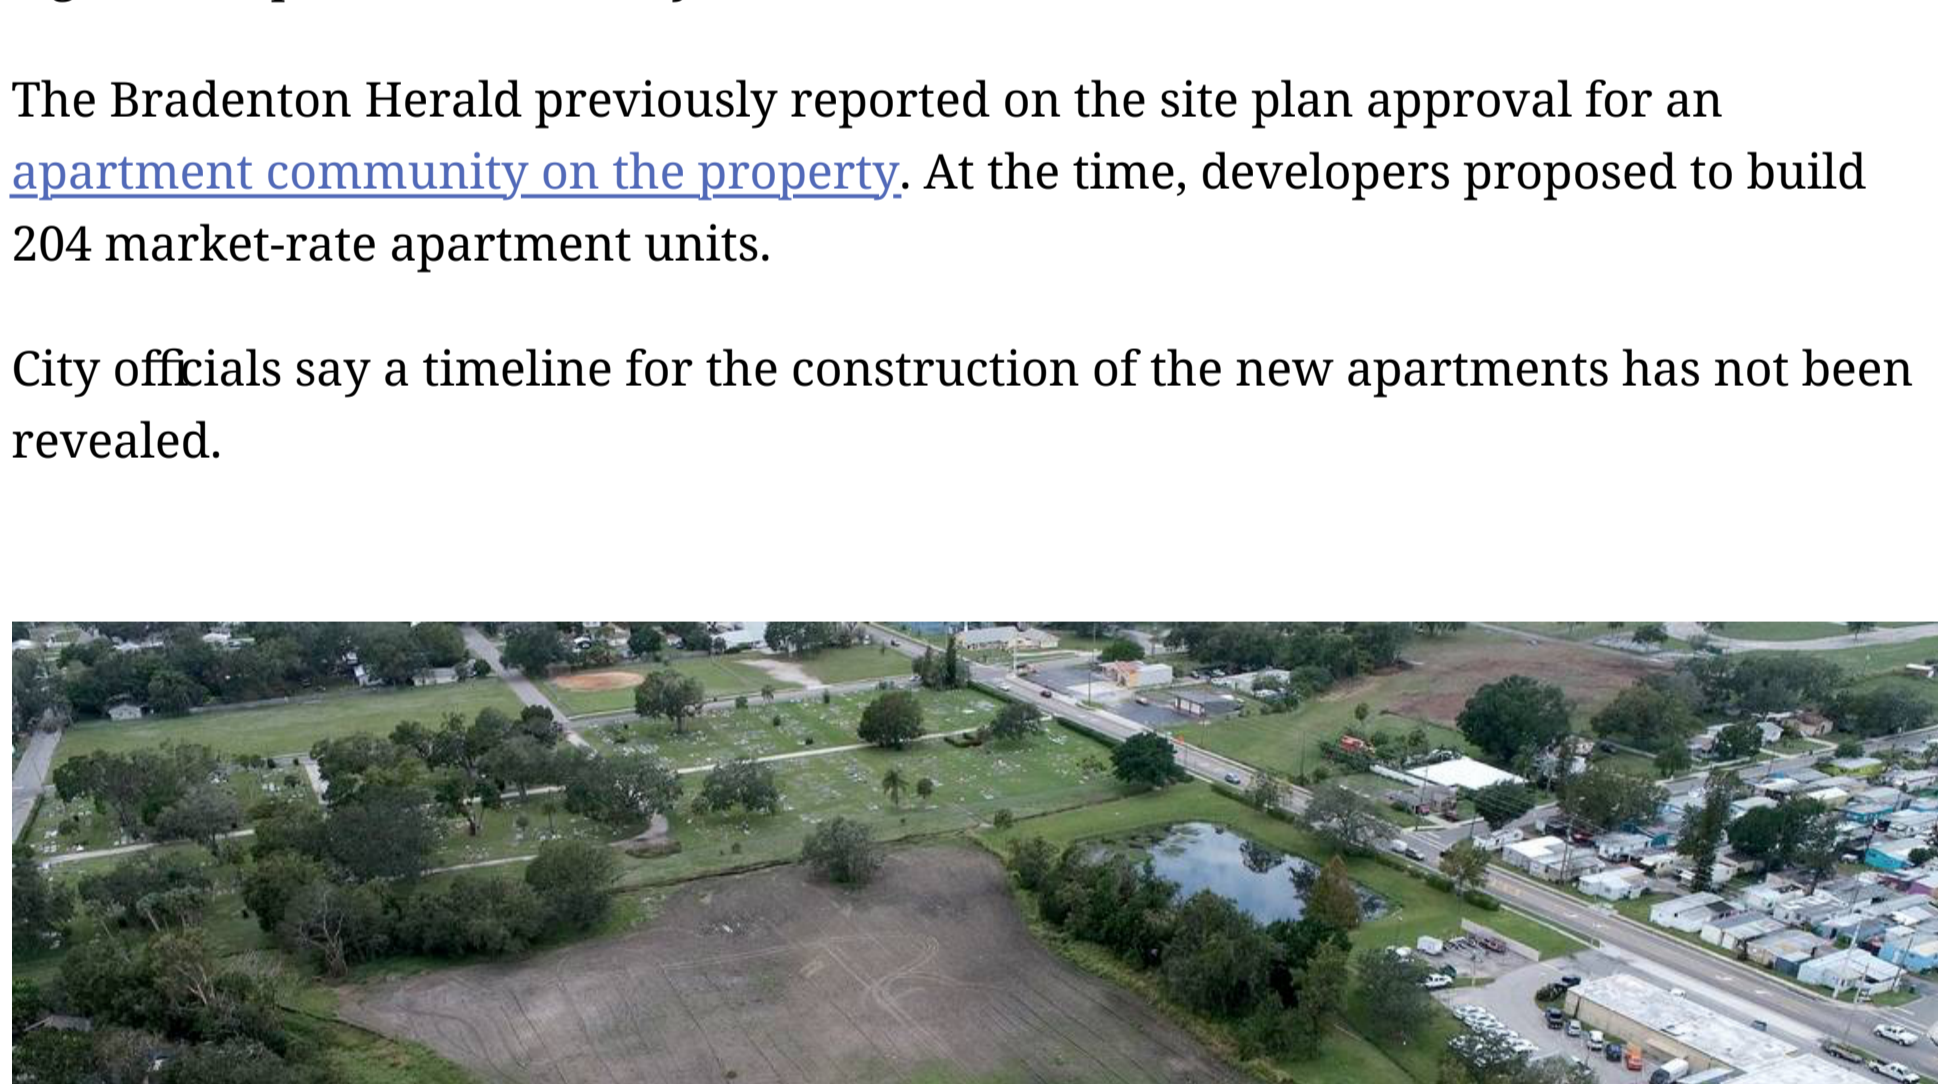 The Bradenton Herald previously reported on the site plan approval for an
apartment community on the property. At the time, developers proposed to build
204 market-rate apartment units.
City officials say a timeline for the construction of the new apartments has not been
revealed.